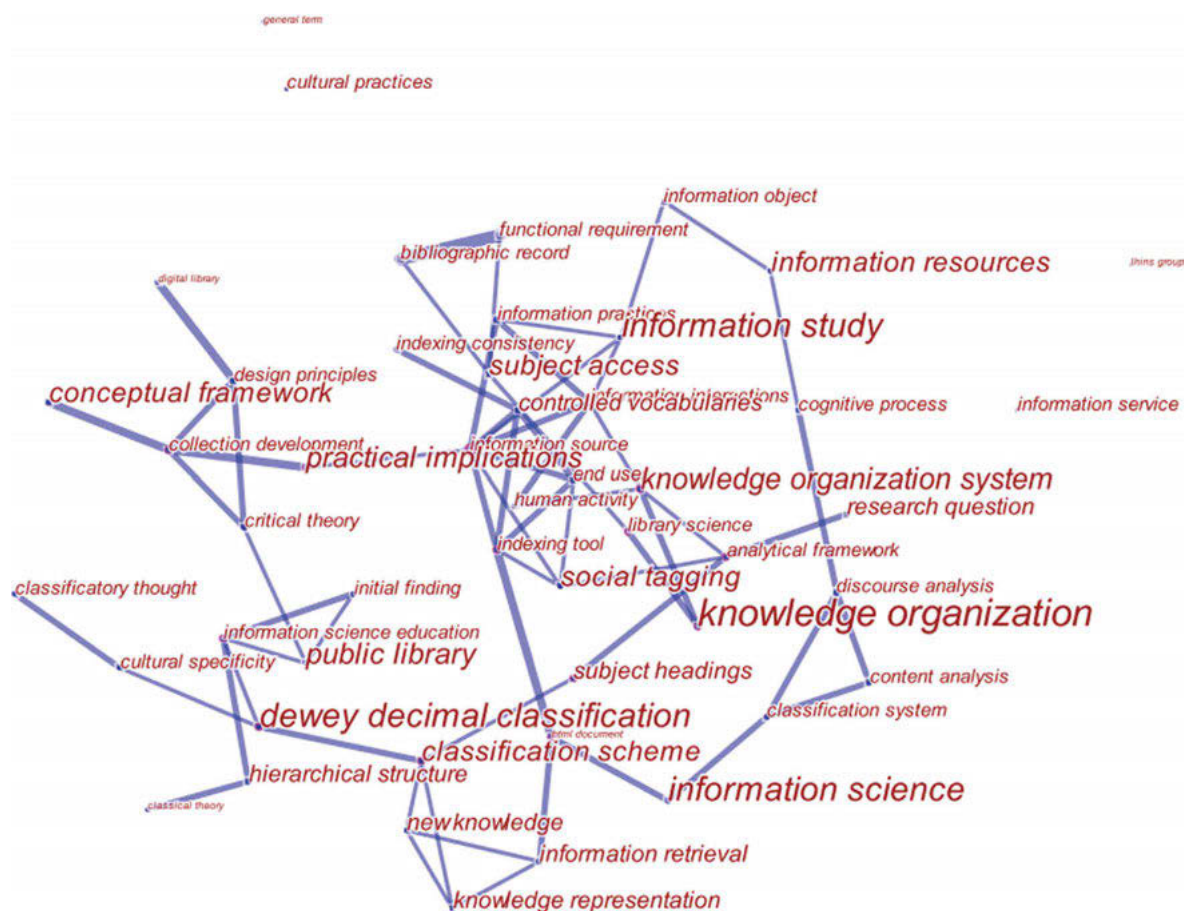 general term
cultural practices
information object
functional requirement
bibliographic record
information resources
digital library
information practices
information study
indexing consistency
subject access
design principles
conceptual framework
information interactions
controlled vocabularies
cognitive process
information service
collection development
information source
practical implications
end use
knowledge organization system
human activity
research question
critical theory
library science
indexing tool
analytical framework
social tagging
classificatory thought
initial finding
discourse analysis
knowledge organization
information science education
public library
cultural specificity
subject headings
content analysis
dewey decimal classification
classification system
html document
classification scheme
hierarchical structure
information science
classical theory
new knowledge
information retrieval
knowledge representation